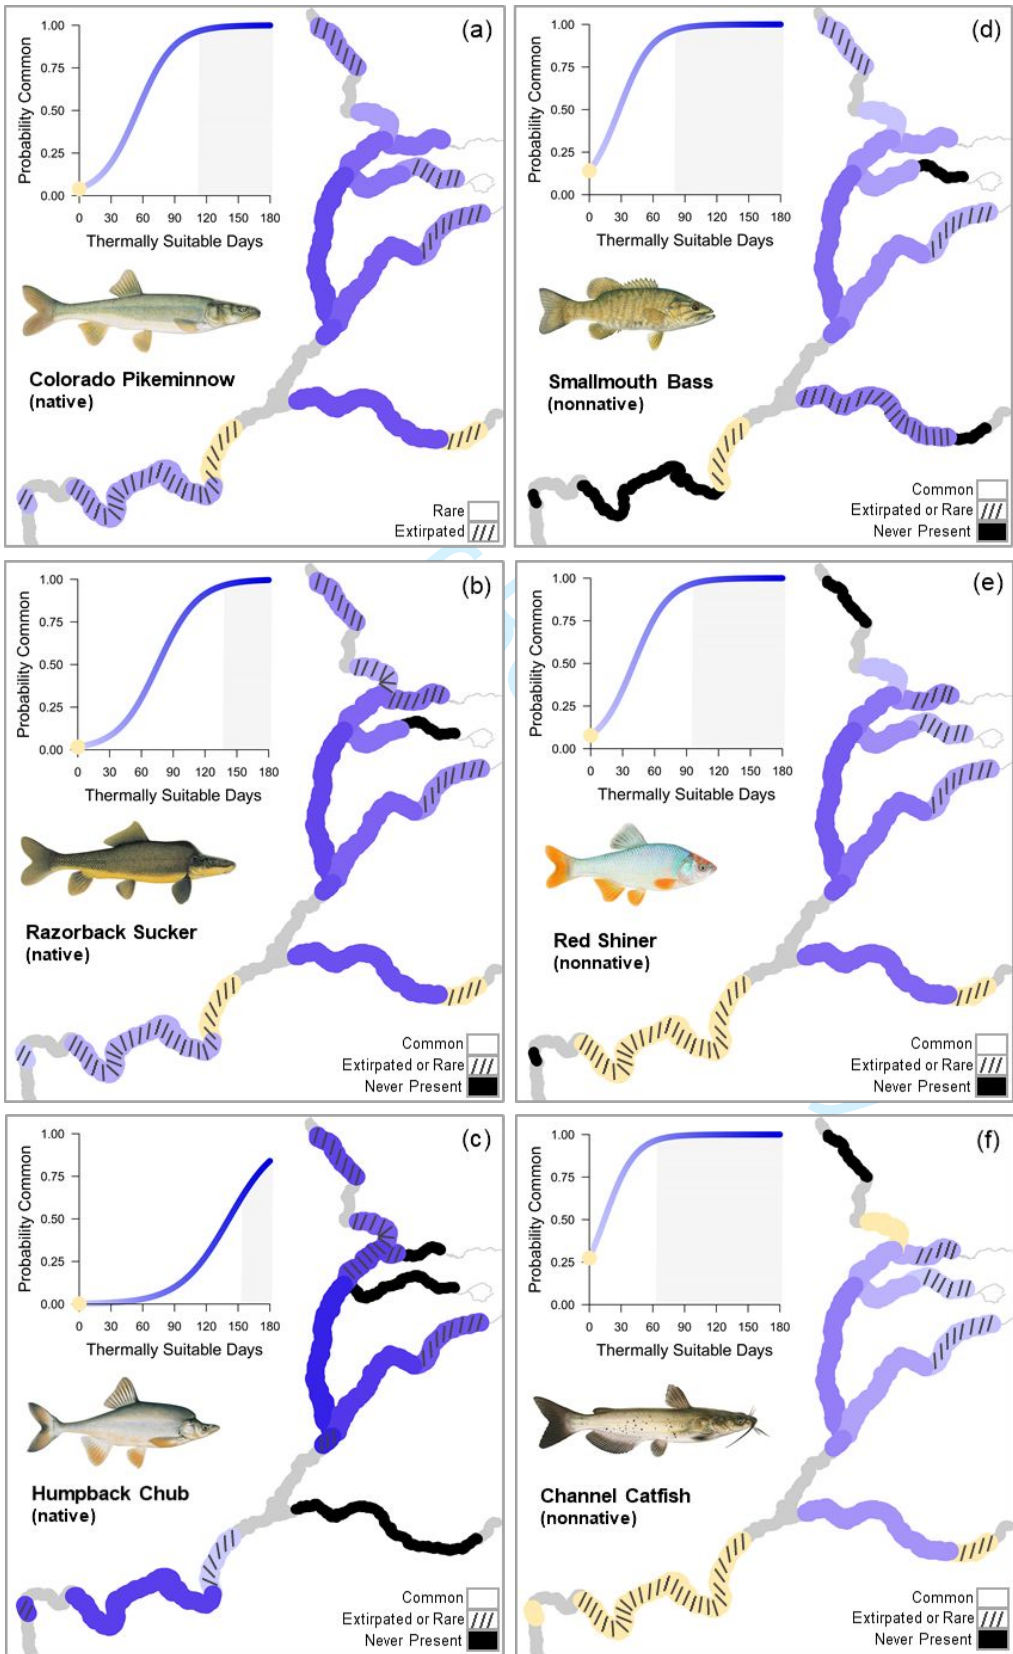 (a)
Probability Common
1.00
0.75
0.50
0.25
0.00
0 30 60 90 120 150 180
Thermally Suitable Days
Colorado Pikeminnow
(native)
Rare
Extirpated
(d)
Probability Common
1.00
0.75
0.50
0.25
0.00
0 30 60 90 120 150 180
Thermally Suitable Days
Smallmouth Bass
(nonnative)
Common
Extirpated or Rare
Never Present
(b)
Probability Common
1.00
0.75
0.50
0.25
0.00
0 30 60 90 120 150 180
Thermally Suitable Days
Razorback Sucker
(native)
Common
Extirpated or Rare
Never Present
(e)
Probability Common
1.00
0.75
0.50
0.25
0.00
0 30 60 90 120 150 180
Thermally Suitable Days
Red Shiner
(nonnative)
Common
Extirpated or Rare
Never Present
(c)
Probability Common
1.00
0.75
0.50
0.25
0.00
0 30 60 90 120 150 180
Thermally Suitable Days
Humpback Chub
(native)
Common
Extirpated or Rare
Never Present
(f)
Probability Common
1.00
0.75
0.50
0.25
0.00
0 30 60 90 120 150 180
Thermally Suitable Days
Channel Catfish
(nonnative)
Common
Extirpated or Rare
Never Present